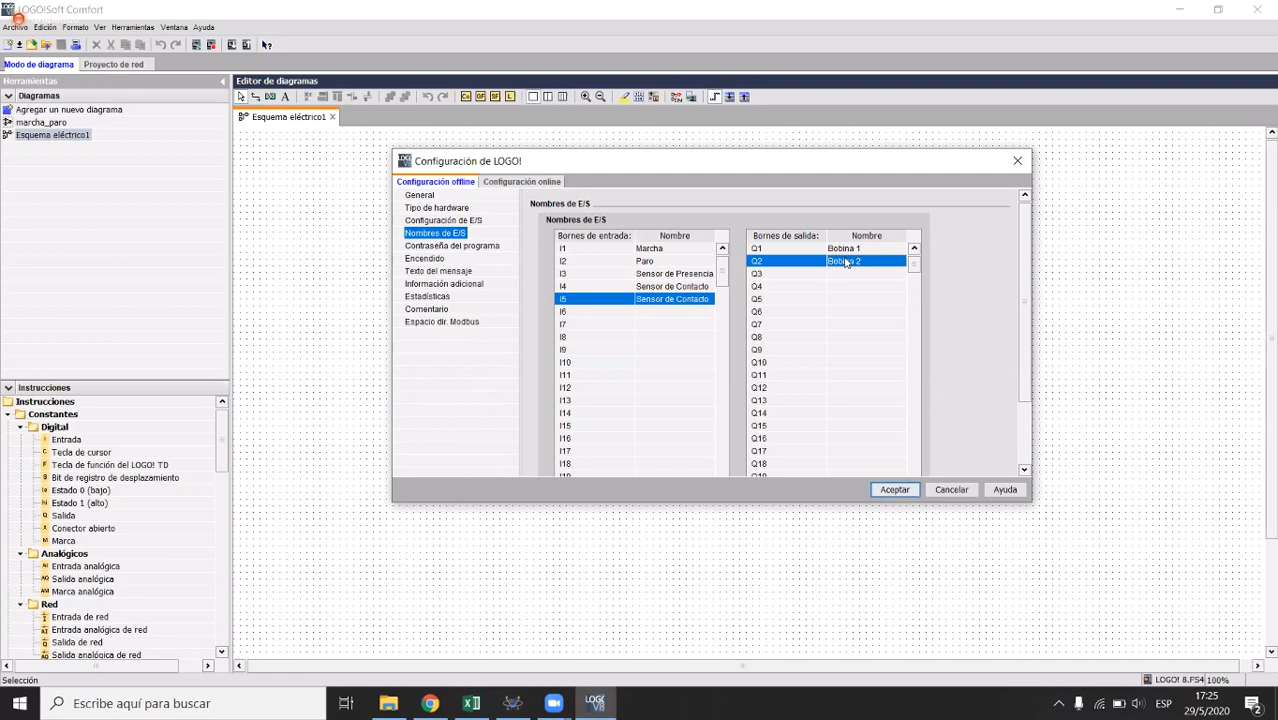 LOGO!Soft Comfort
Archivo Edición Formato Ver Herramientas Ventana Ayuda
Modo de diagrama Proyecto de red
Herramientas
Diagramas
Agregar un nuevo diagrama
marcha_paro
Esquema eléctrico1
Instrucciones
Instrucciones
Constantes
Digital
Entrada
Tecla de cursor
Tecla de función del LOGO! TD
Bit de registro de desplazamiento
Estado 0 (bajo)
Estado 1 (alto)
Salida
Conector abierto
Marca
Analógicos
Entrada analógica
Salida analógica
Marca analógica
Red
Entrada de red
Entrada analógica de red
Salida de red
Salida analógica de red
Editor de diagramas
Co GF SF L
Esquema eléctrico1
Configuración de LOGO!
Configuración offline Configuración online
General
Tipo de hardware
Configuración de E/S
Nombres de E/S
Contraseña del programa
Encendido
Texto del mensaje
Información adicional
Estadísticas
Comentario
Espacio dir. Modbus
Nombres de E/S
Nombres de E/S
Bornes de entrada: Nombre
I1 Marcha
I2 Paro
I3 Sensor de Presencia
I4 Sensor de Contacto
I5 Sensor de Contacto
I6
I7
I8
I9
I10
I11
I12
I13
I14
I15
I16
I17
I18
I19
Bornes de salida: Nombre
Q1 Bobina 1
Q2 Bobina 2
Q3
Q4
Q5
Q6
Q7
Q8
Q9
Q10
Q11
Q12
Q13
Q14
Q15
Q16
Q17
Q18
Q19
Aceptar Cancelar Ayuda
Selección
LOGO! 8.FS4 100%
Escribe aquí para buscar
ESP
17:25
29/5/2020
2